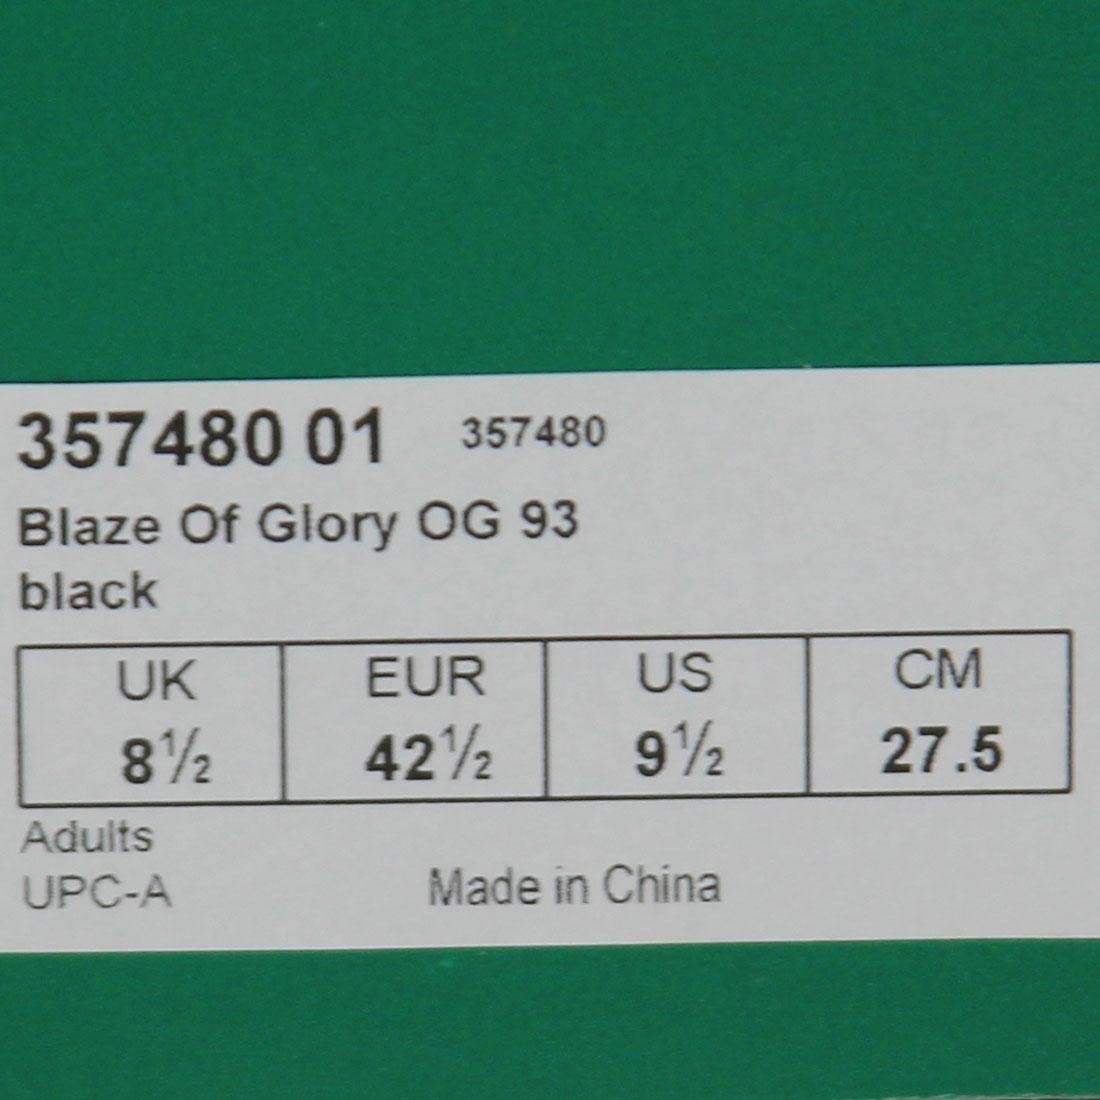 357480 01 357480
Blaze Of Glory OG 93
black
UK EUR US CM
8½ 42½ 9½ 27.5
Adults
UPC-A Made in China